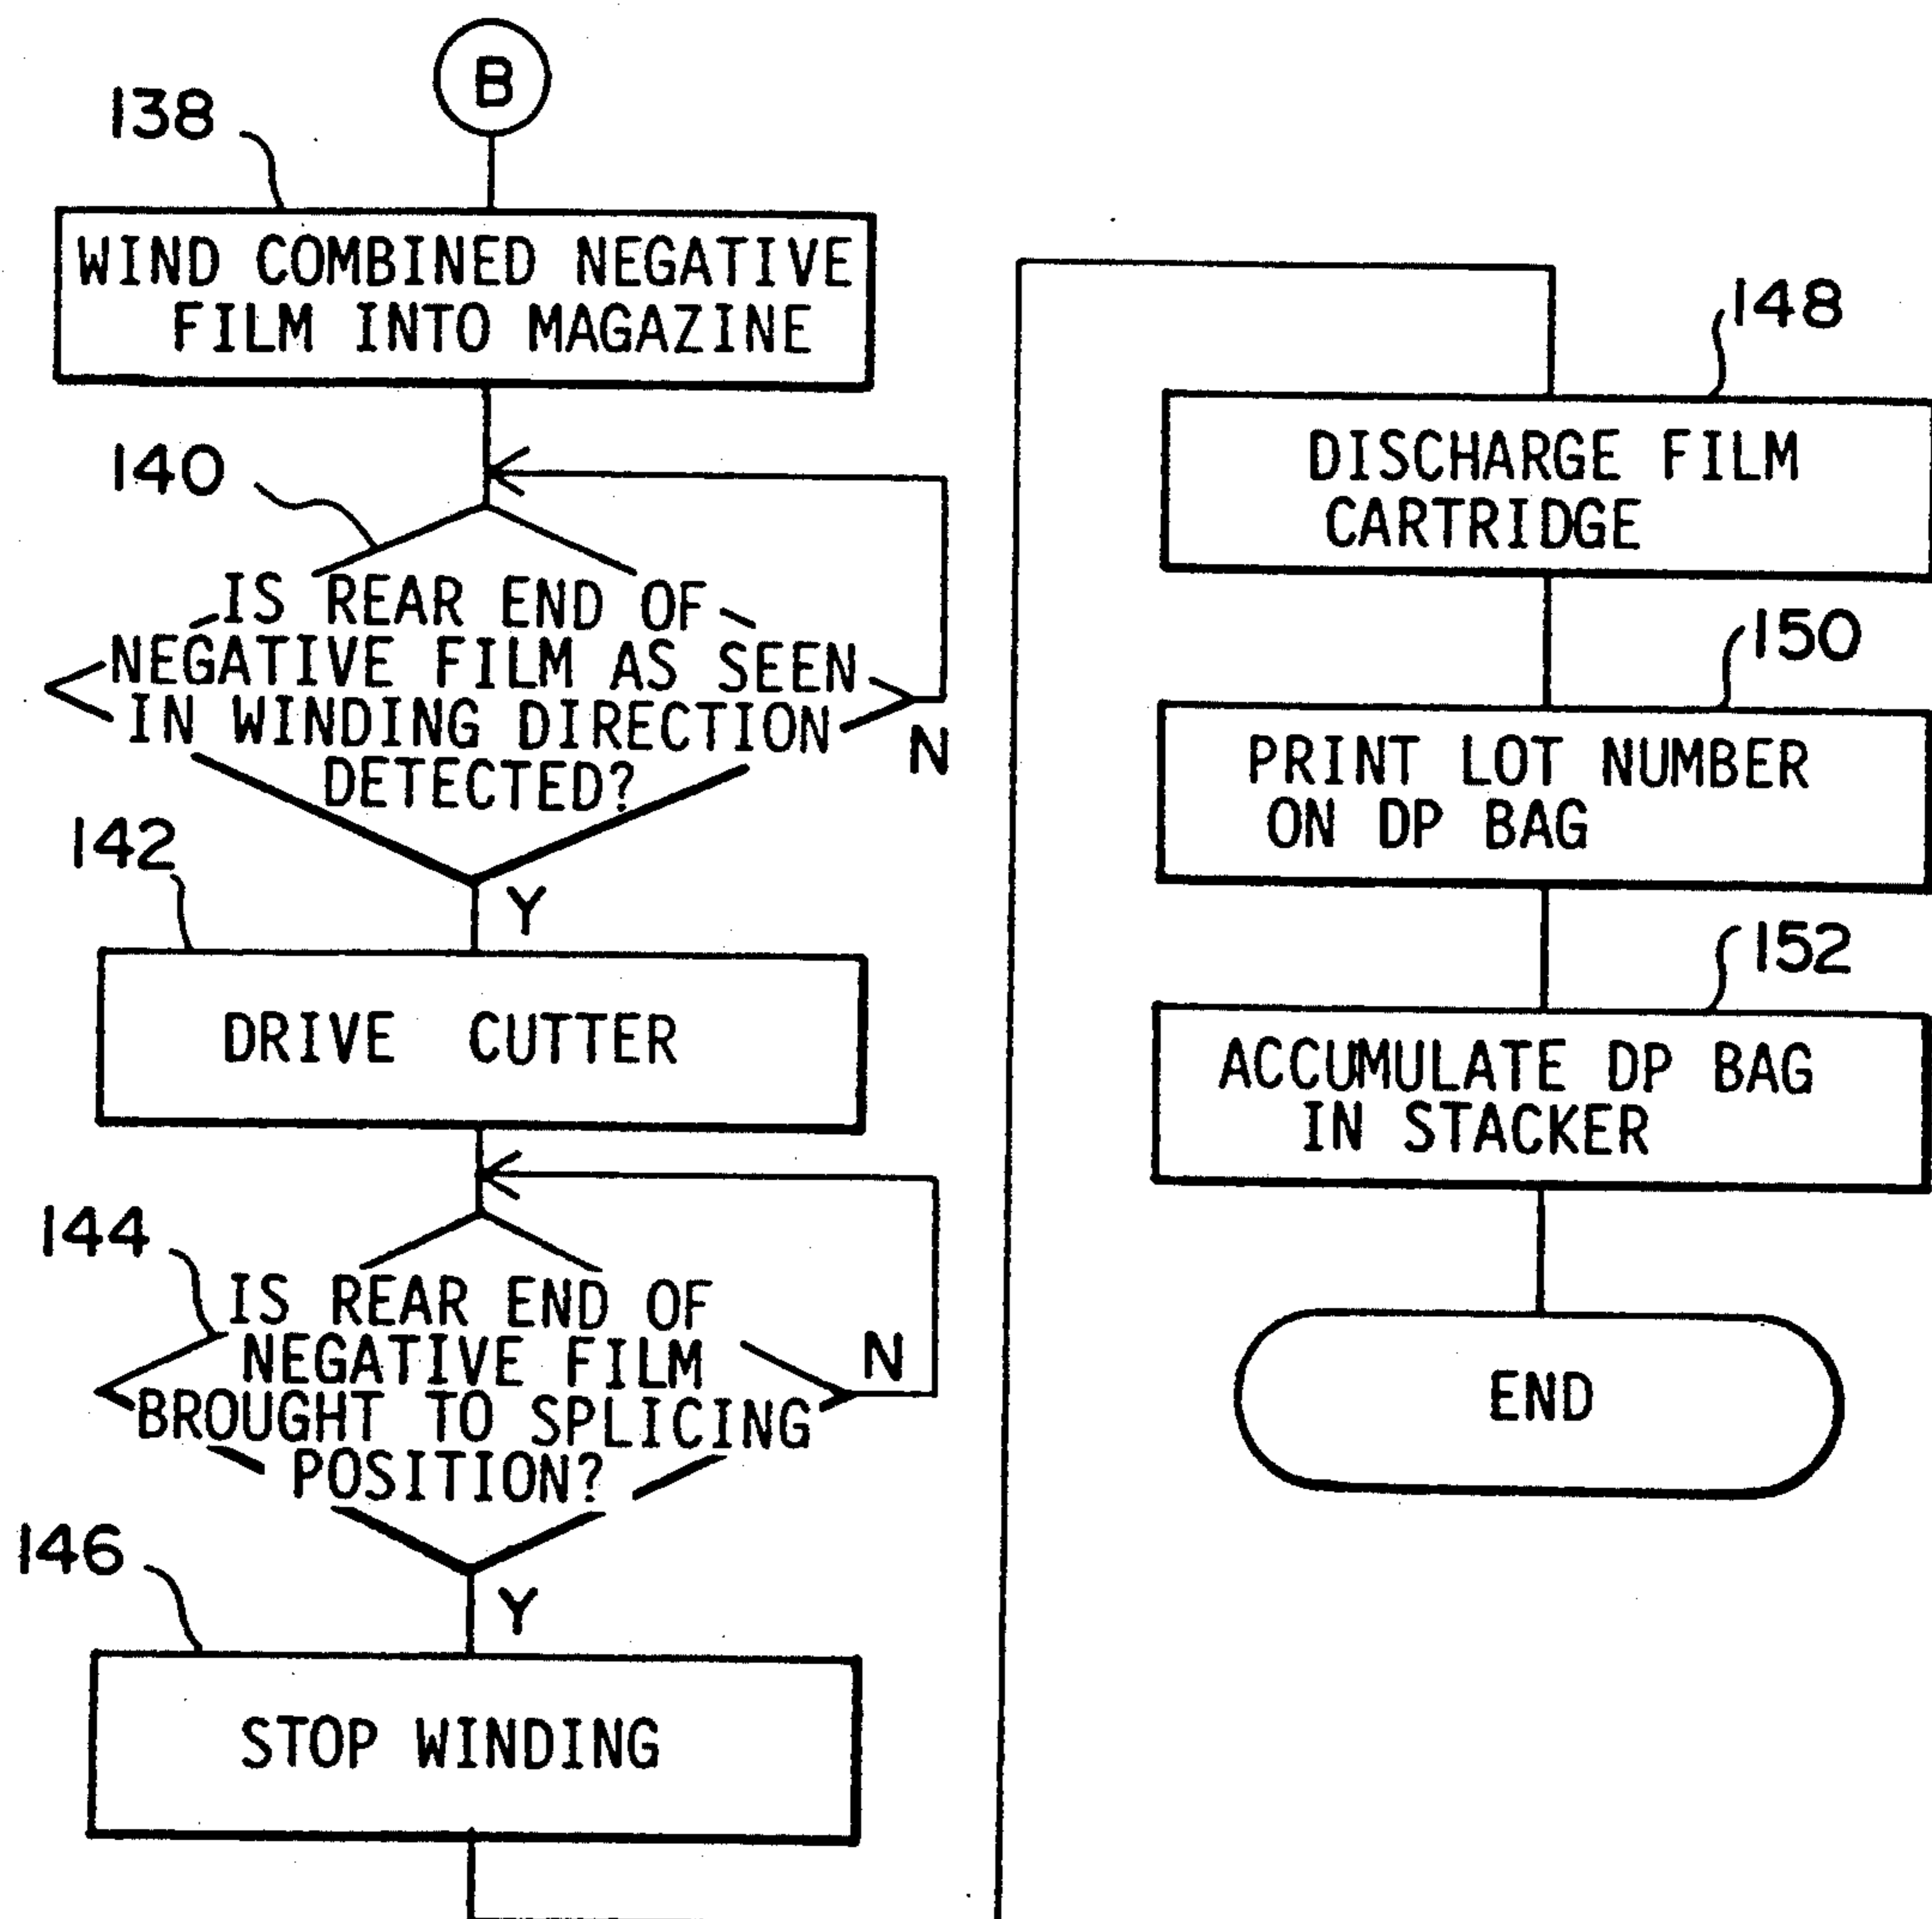 B
138
WIND COMBINED NEGATIVE
FILM INTO MAGAZINE
140
IS REAR END OF
NEGATIVE FILM AS SEEN
IN WINDING DIRECTION
DETECTED?
N
Y
142
DRIVE CUTTER
144
IS REAR END OF
NEGATIVE FILM
BROUGHT TO SPLICING
POSITION?
N
Y
146
STOP WINDING
148
DISCHARGE FILM
CARTRIDGE
150
PRINT LOT NUMBER
ON DP BAG
152
ACCUMULATE DP BAG
IN STACKER
END